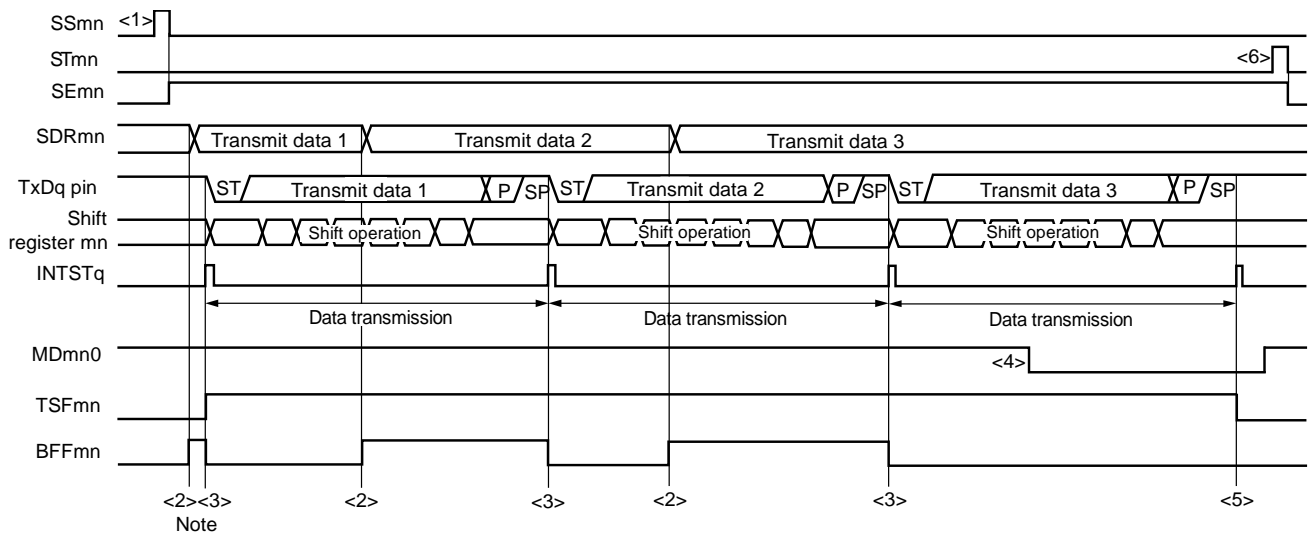 SSmn <1>
STmn <6>
SEmn
SDRmn Transmit data 1 Transmit data 2 Transmit data 3
TxDq pin ST Transmit data 1 P SP ST Transmit data 2 P SP ST Transmit data 3 P SP
Shift
register mn Shift operation Shift operation Shift operation
INTSTq
Data transmission Data transmission Data transmission
MDmn0 <4>
TSFmn
BFFmn
<2><3> <2> <3> <2> <3> <5>
Note